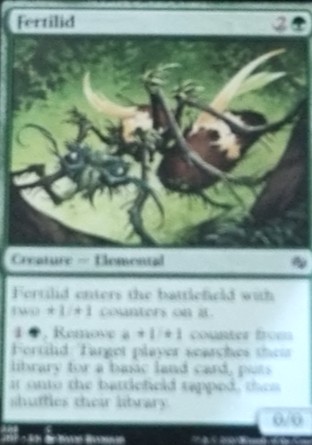 Fertilid 2
Creature — Elemental
Fertilid enters the battlefield with
two +1/+1 counters on it.
1, Remove a +1/+1 counter from
Fertilid: Target player searches their
library for a basic land card, puts
it onto the battlefield tapped, then
shuffles their library.
0/0
C